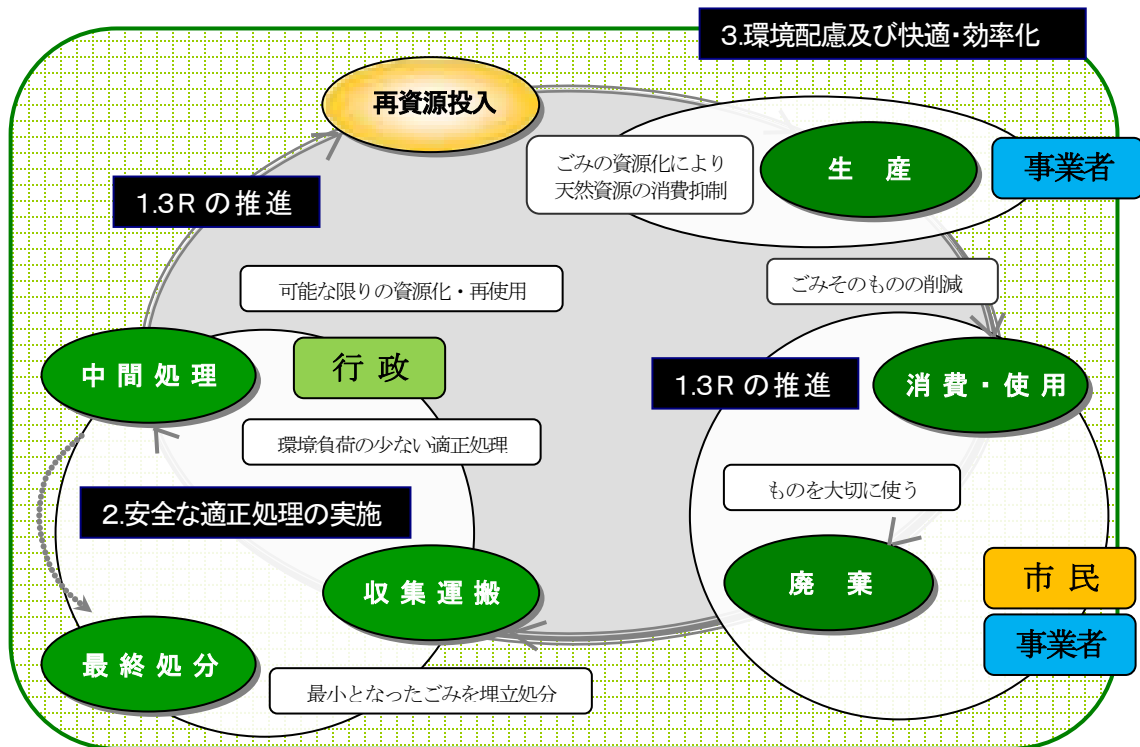 3.環境配慮及び快適・効率化
再資源投入
ごみの資源化により
天然資源の消費抑制
生 産
事業者
1.3Rの推進
ごみそのものの削減
可能な限りの資源化・再使用
中間処理
行 政
1.3Rの推進
消費・使用
環境負荷の少ない適正処理
ものを大切に使う
2.安全な適正処理の実施
収集運搬
廃 棄
市 民
事業者
最終処分
最小となったごみを埋立処分